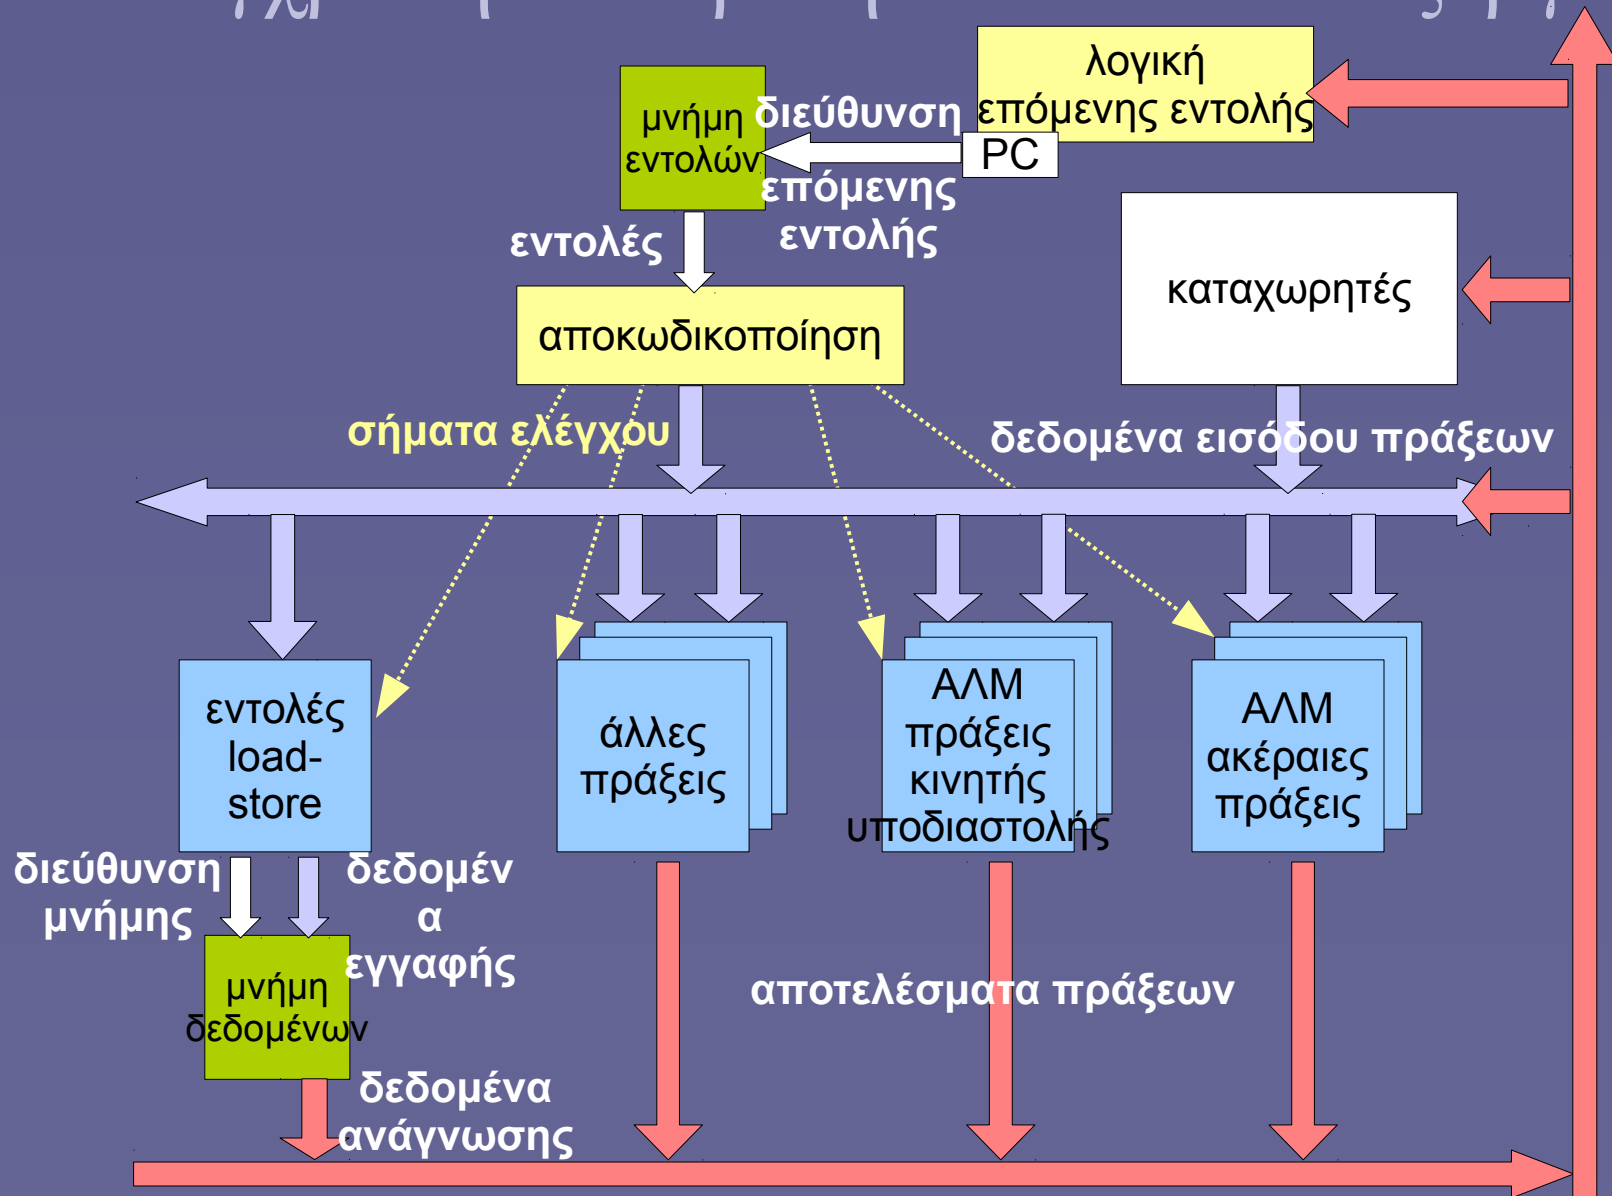 λογική
επόμενης εντολής
PC
μνήμη
εντολών
διεύθυνση
επόμενης
εντολής
εντολές
καταχωρητές
αποκωδικοποίηση
σήματα ελέγχου
δεδομένα εισόδου πράξεων
εντολές
load-
store
άλλες
πράξεις
ΑΛΜ
πράξεις
κινητής
υποδιαστολής
ΑΛΜ
ακέραιες
πράξεις
διεύθυνση
μνήμης
δεδομέν
α
εγγαφής
μνήμη
δεδομένων
αποτελέσματα πράξεων
δεδομένα
ανάγνωσης